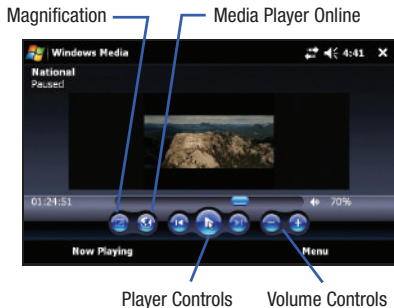 Magnification
Media Player Online
Windows Media
4:41
National
Paused
01:24:51
70%
Now Playing
Menu
Player Controls
Volume Controls